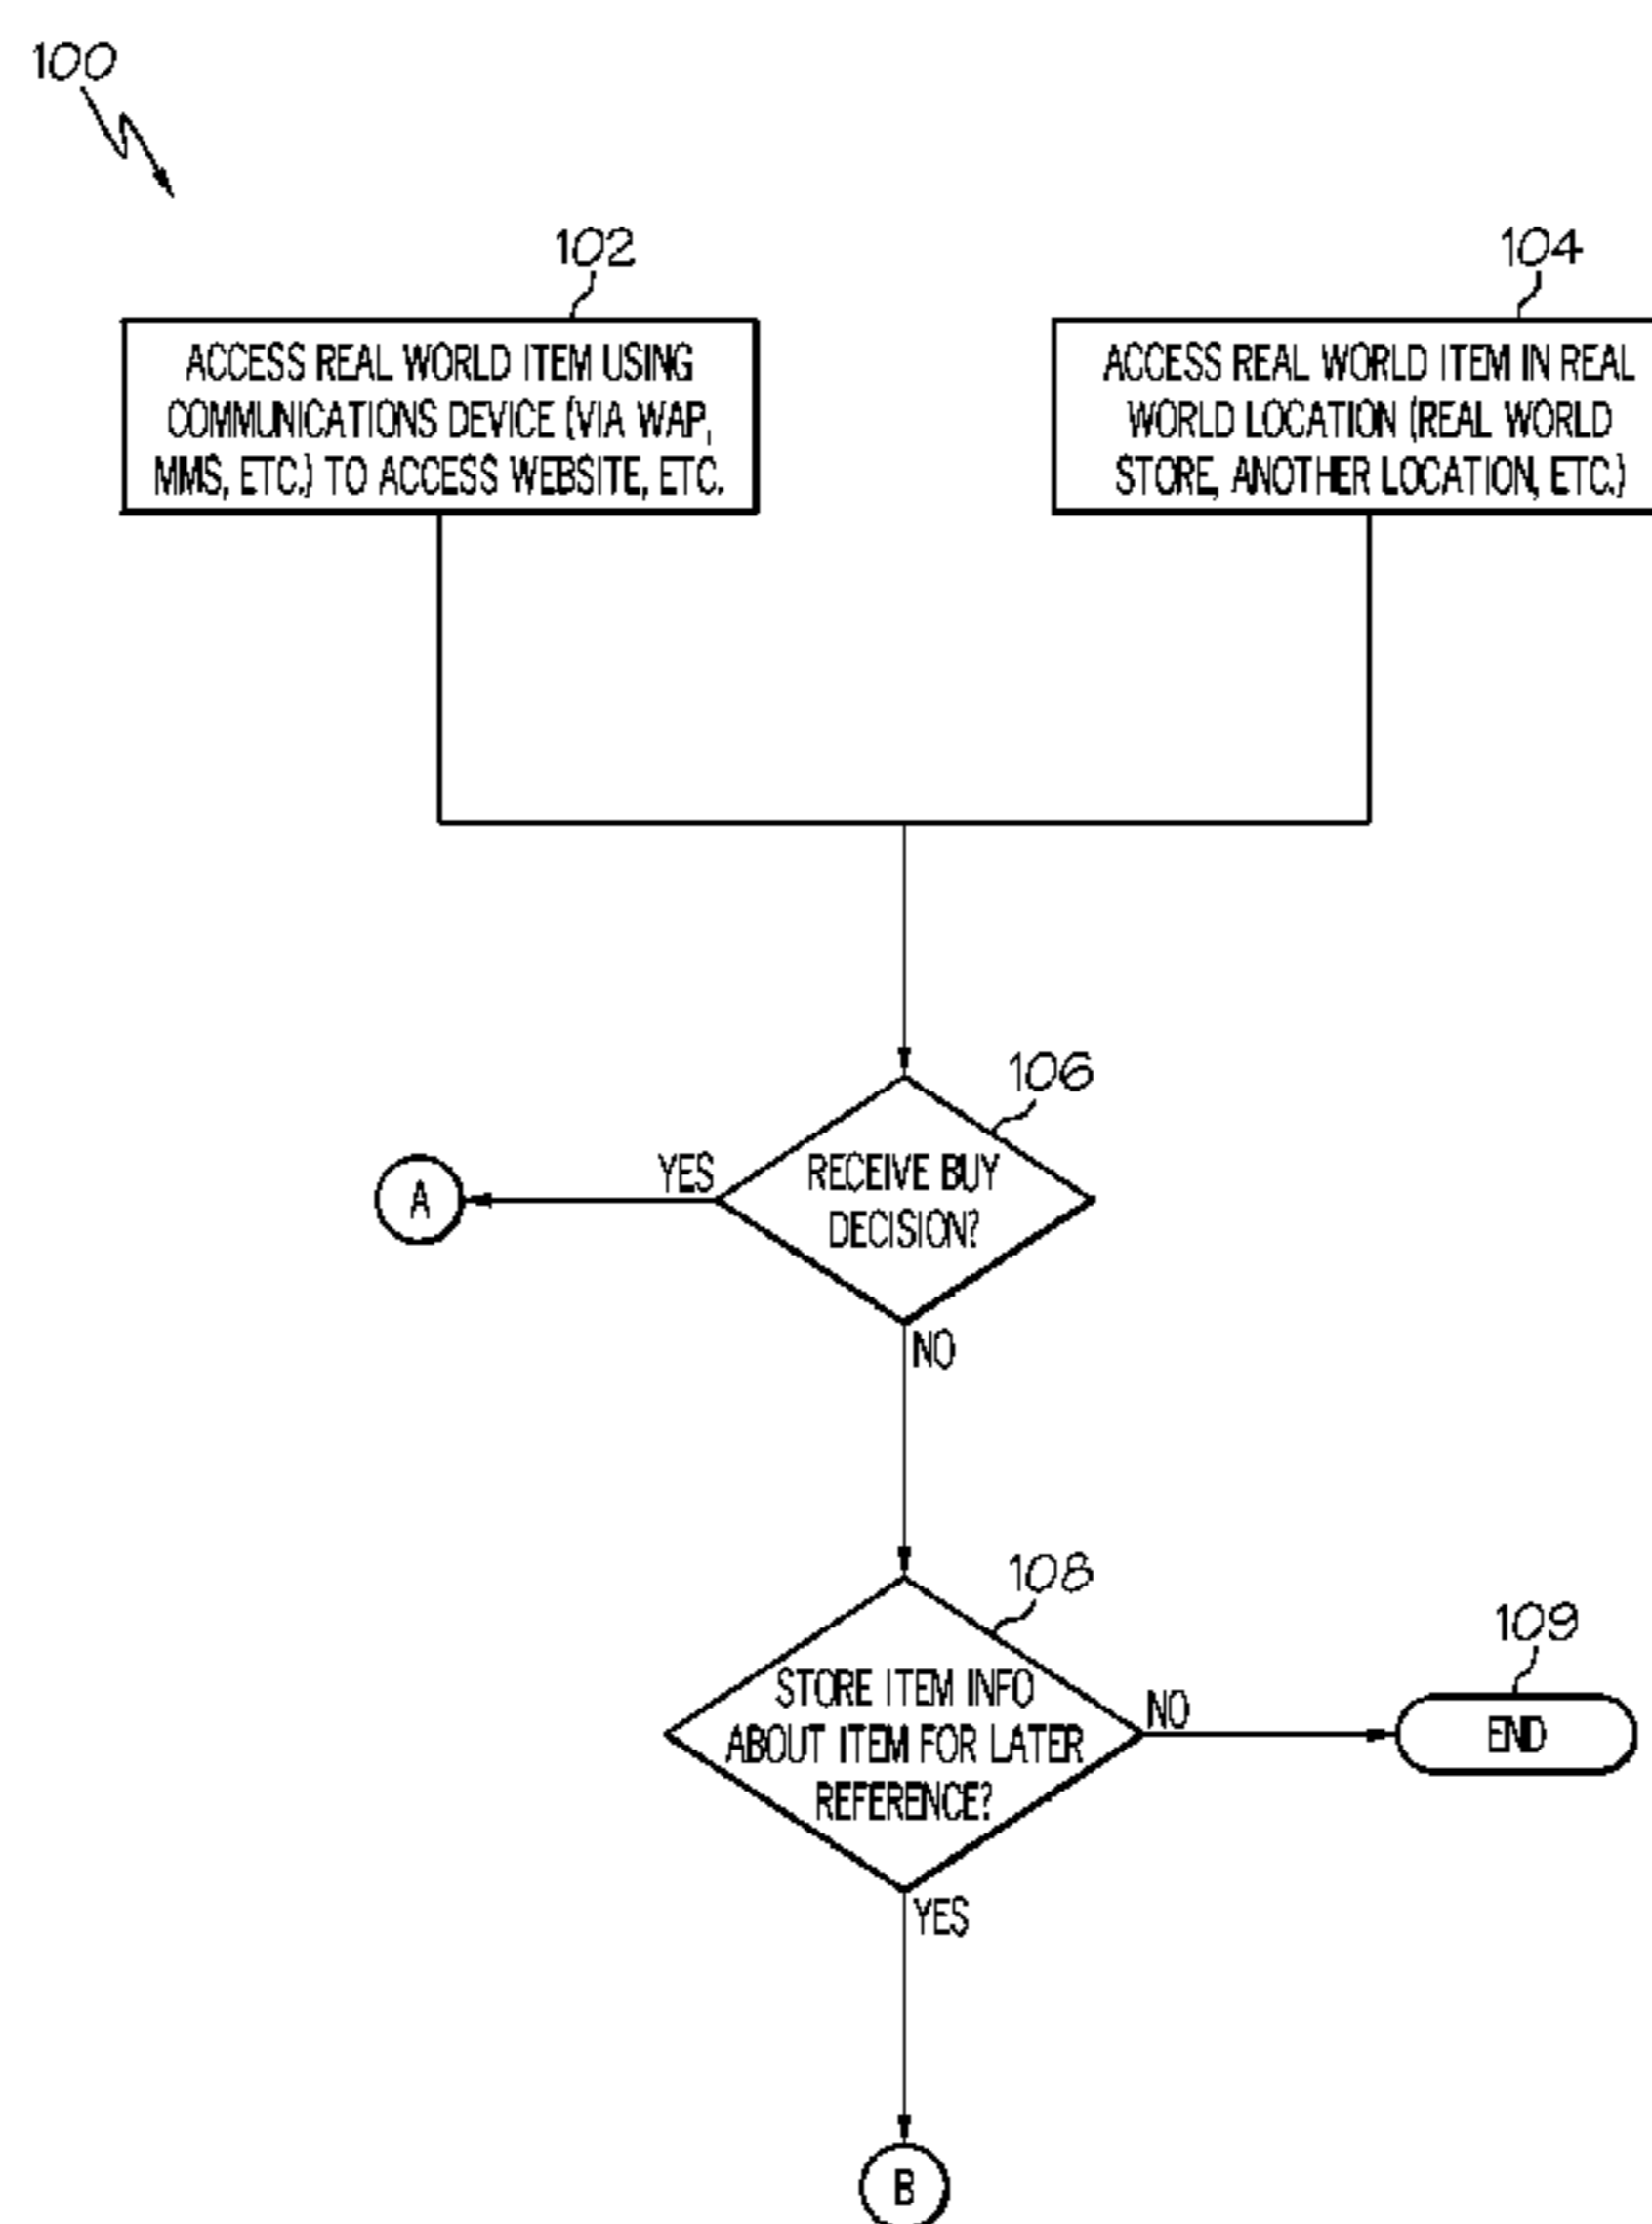 100
102
ACCESS REAL WORLD ITEM USING
COMMUNICATIONS DEVICE (VIA WAP,
MMS, ETC.) TO ACCESS WEBSITE, ETC.
104
ACCESS REAL WORLD ITEM IN REAL
WORLD LOCATION (REAL WORLD
STORE, ANOTHER LOCATION, ETC.)
106
RECEIVE BUY
DECISION?
YES
A
NO
108
STORE ITEM INFO
ABOUT ITEM FOR LATER
REFERENCE?
NO
109
END
YES
B